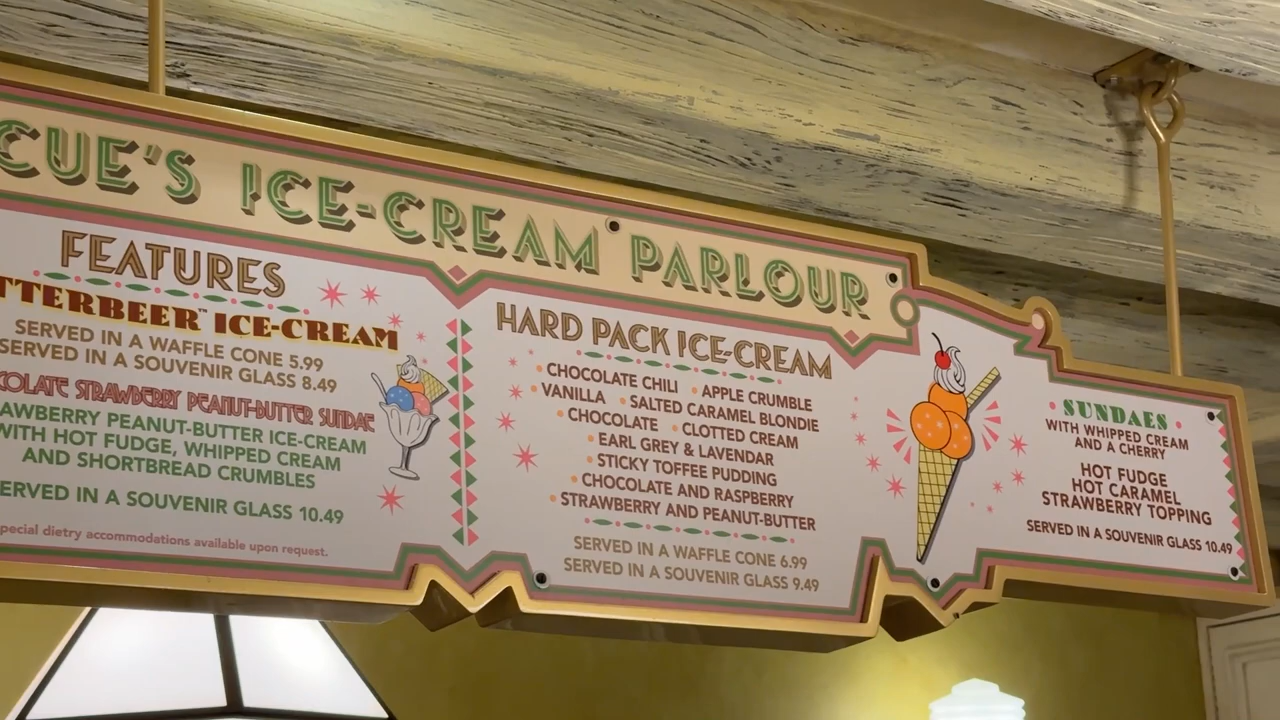 CUE'S ICE-CREAM PARLOUR
FEATURES
TTERBEER™ ICE-CREAM
SERVED IN A WAFFLE CONE 5.99
SERVED IN A SOUVENIR GLASS 8.49
COLATE STRAWBERRY PEANUT-BUTTER SUNDAE
AWBERRY PEANUT-BUTTER ICE-CREAM
WITH HOT FUDGE, WHIPPED CREAM
AND SHORTBREAD CRUMBLES
ERVED IN A SOUVENIR GLASS 10.49
pecial dietry accommodations available upon request.
HARD PACK ICE-CREAM
• CHOCOLATE CHILI • APPLE CRUMBLE
• VANILLA • SALTED CARAMEL BLONDIE
• CHOCOLATE • CLOTTED CREAM
• EARL GREY & LAVENDAR
• STICKY TOFFEE PUDDING
• CHOCOLATE AND RASPBERRY
• STRAWBERRY AND PEANUT-BUTTER
SERVED IN A WAFFLE CONE 6.99
SERVED IN A SOUVENIR GLASS 9.49
• SUNDAES •
WITH WHIPPED CREAM
AND A CHERRY
HOT FUDGE
HOT CARAMEL
STRAWBERRY TOPPING
SERVED IN A SOUVENIR GLASS 10.49